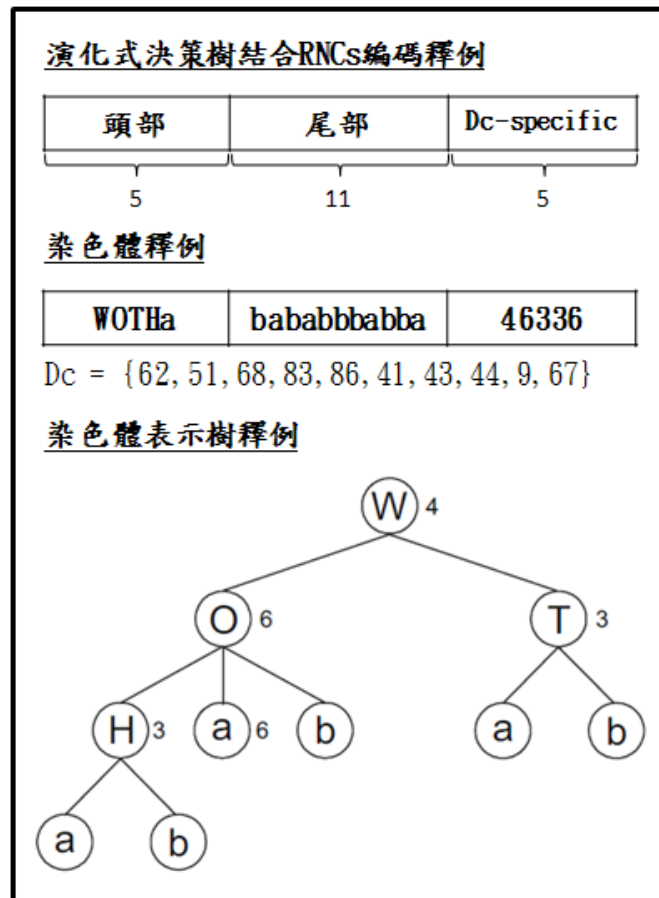 演化式決策樹結合RNCs編碼釋例
頭部 尾部 Dc-specific
5 11 5
染色體釋例
WOTHa bababbbabba 46336
Dc = {62,51,68,83,86,41,43,44,9,67}
染色體表示樹釋例
W 4
O 6 T 3
H 3 a 6 b a b
a b